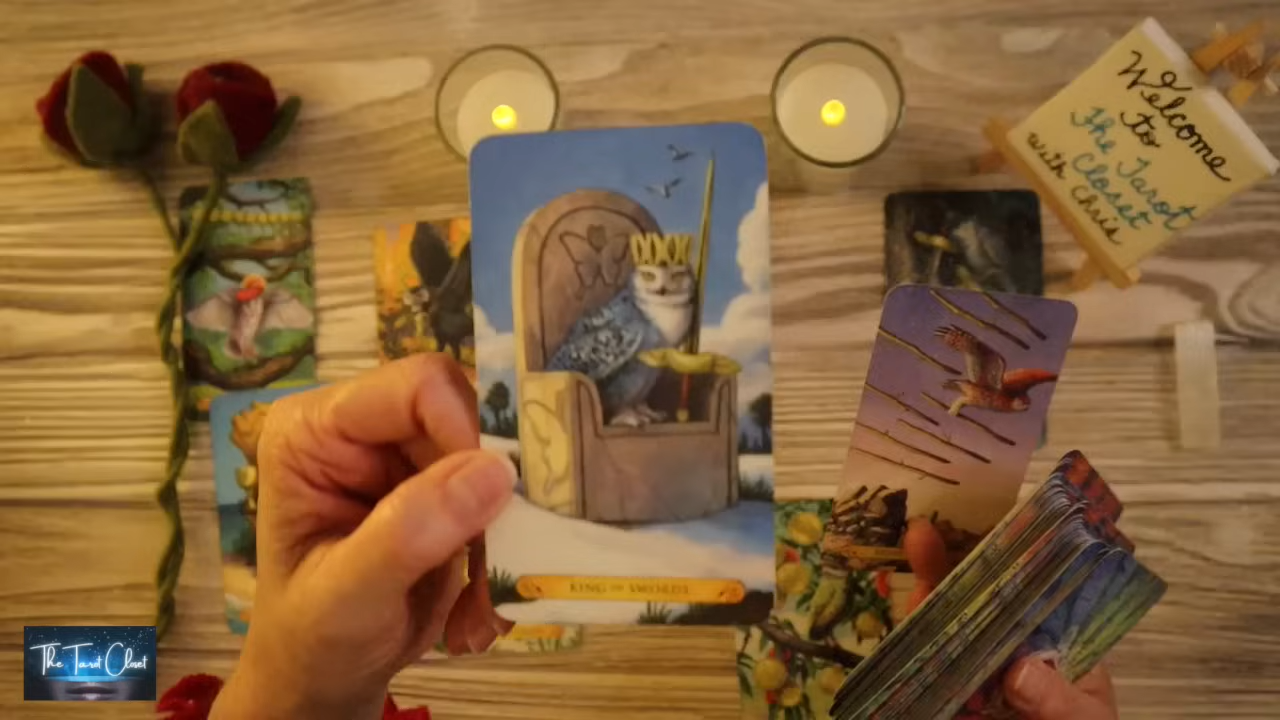 Welcome
to
The Tarot
Closet
with Chris
KING OF SWORDS
The Tarot Closet